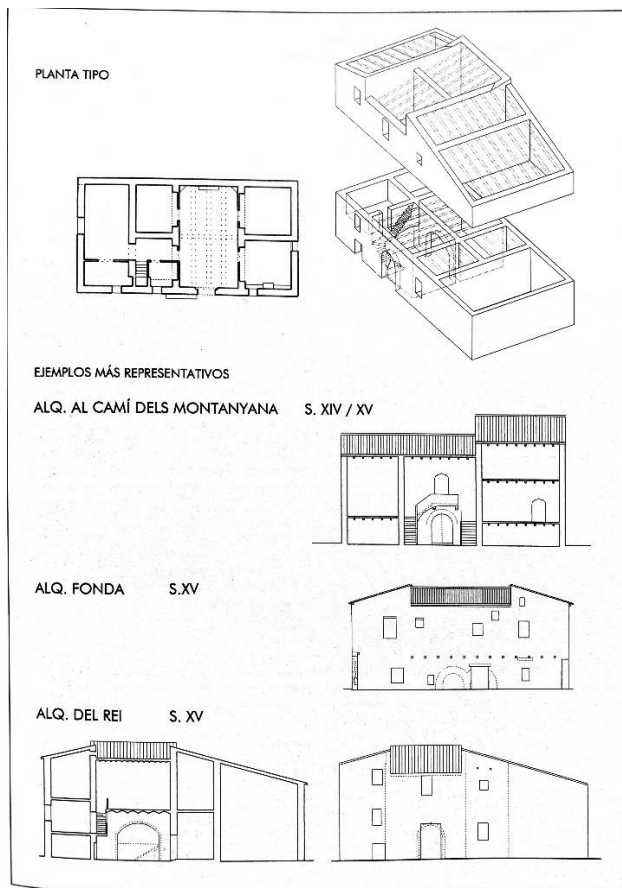 PLANTA TIPO
EJEMPLOS MÁS REPRESENTATIVOS
ALQ. AL CAMÍ DELS MONTANYANA S. XIV / XV
ALQ. FONDA S.XV
ALQ. DEL REI S. XV